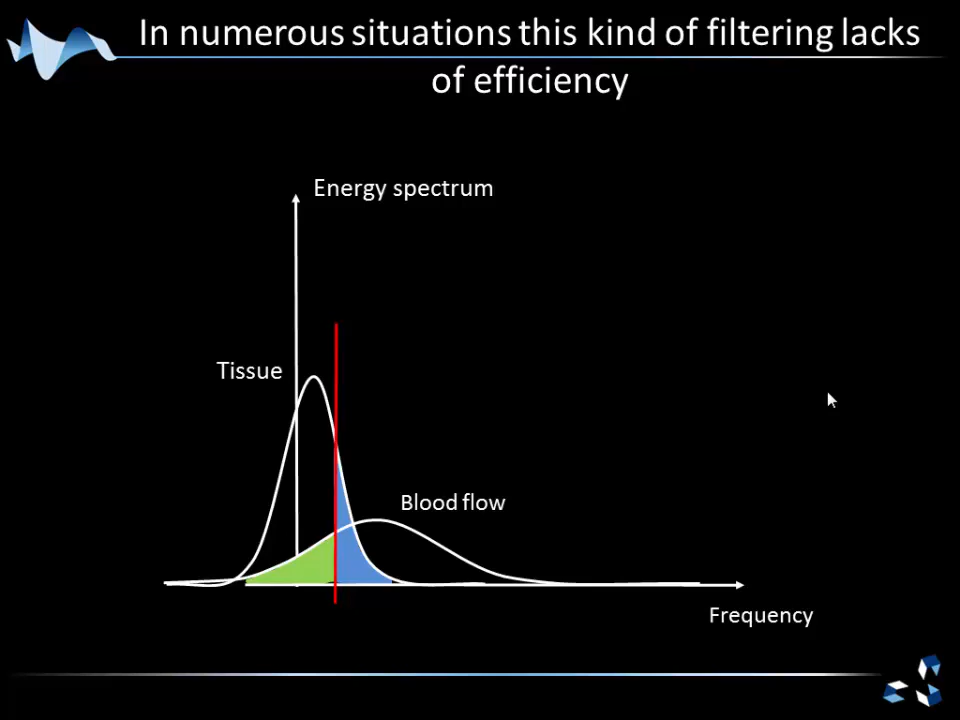 In numerous situations this kind of filtering lacks
of efficiency
Energy spectrum
Tissue
Blood flow
Frequency